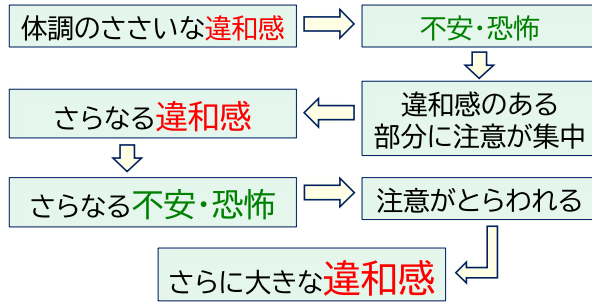 体調のささいな違和感
不安・恐怖
違和感のある
部分に注意が集中
さらなる違和感
さらなる不安・恐怖
注意がとらわれる
さらに大きな違和感